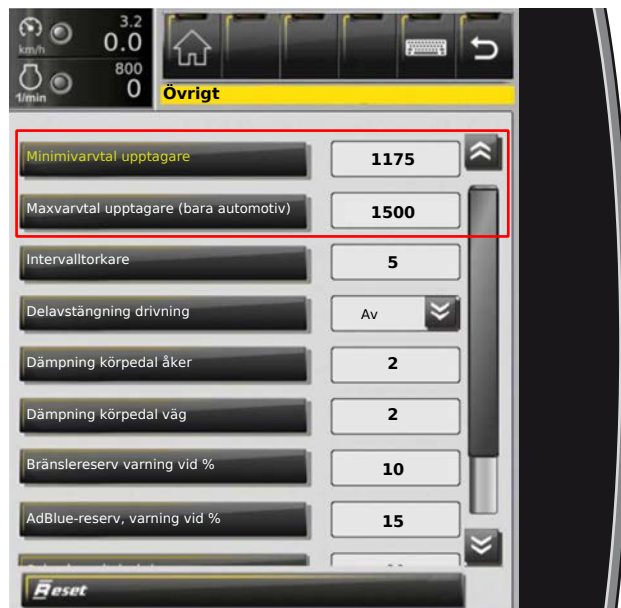 3.2
km/h 0.0
800
1/min 0
Övrigt
Minimivarvtal upptagare 1175
Maxvarvtal upptagare (bara automotiv) 1500
Intervalltorkare 5
Delavstängning drivning Av
Dämpning körpedal åker 2
Dämpning körpedal väg 2
Bränslereserv varning vid % 10
AdBlue-reserv, varning vid % 15
Reset